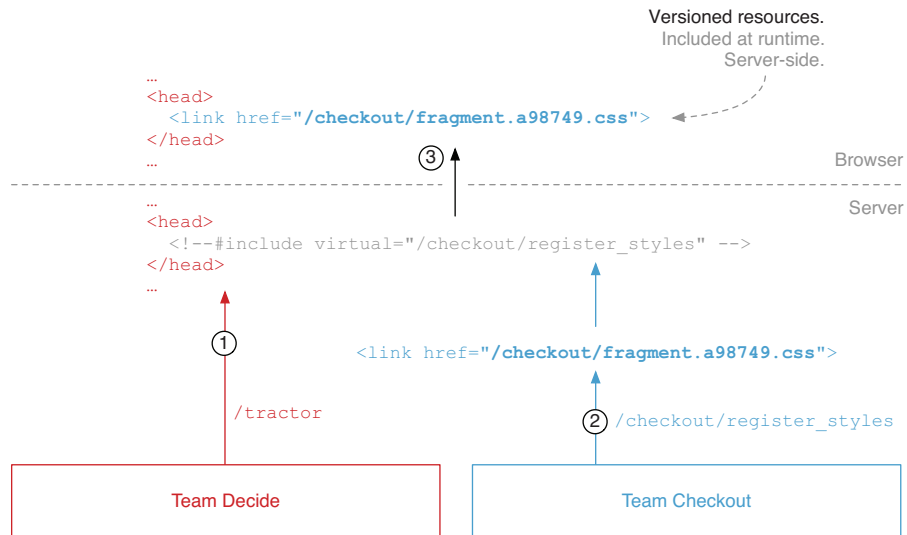 Versioned resources.
Included at runtime.
Server-side.
…
<head>
<link href="/checkout/fragment.a98749.css">
</head>
…
③
Browser
Server
…
<head>
<!--#include virtual="/checkout/register_styles" -->
</head>
…
①
<link href="/checkout/fragment.a98749.css">
/tractor
② /checkout/register_styles
Team Decide
Team Checkout